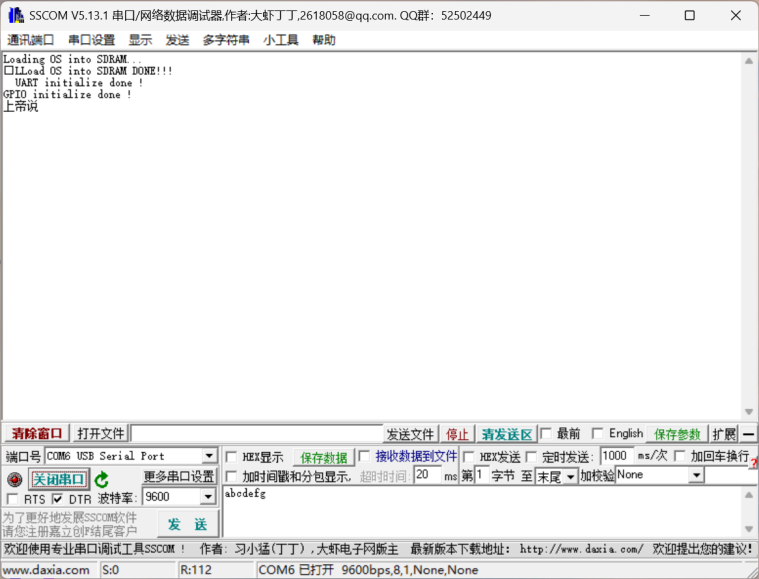 SSCOM V5.13.1 串口/网络数据调试器,作者:大虾丁丁,2618058@qq.com. QQ群: 52502449
通讯端口 串口设置 显示 发送 多字符串 小工具 帮助
Loading OS into SDRAM...
□LLoad OS into SDRAM DONE!!!
UART initialize done !
GPIO initialize done !
上帝说
清除窗口 打开文件 发送文件 停止 清发送区 最前 English 保存参数 扩展 —
端口号 COM6 USB Serial Port HEX显示 保存数据 接收数据到文件 HEX发送 定时发送: 1000 ms/次 加回车换行
关闭串口 更多串口设置 加时间戳和分包显示, 超时时间: 20 ms 第 1 字节 至 末尾 加校验 None
RTS DTR 波特率: 9600 abcdefg
为了更好地发展SSCOM软件
请您注册嘉立创F结尾客户
发 送
欢迎使用专业串口调试工具SSCOM ! 作者: 习小猛(丁丁) ,大虾电子网版主 最新版本下载地址: http://www.daxia.com/ 欢迎提出您的建议!
www.daxia.com S:0 R:112 COM6 已打开 9600bps,8,1,None,None